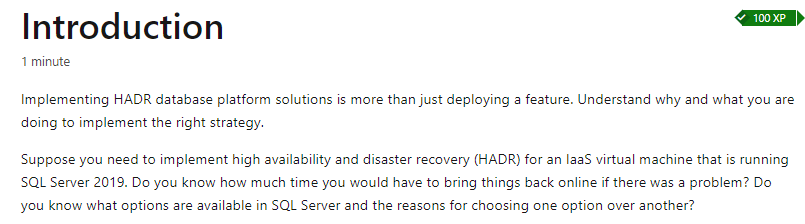 Introduction
100 XP
1 minute
Implementing HADR database platform solutions is more than just deploying a feature. Understand why and what you are
doing to implement the right strategy.
Suppose you need to implement high availability and disaster recovery (HADR) for an IaaS virtual machine that is running
SQL Server 2019. Do you know how much time you would have to bring things back online if there was a problem? Do
you know what options are available in SQL Server and the reasons for choosing one option over another?